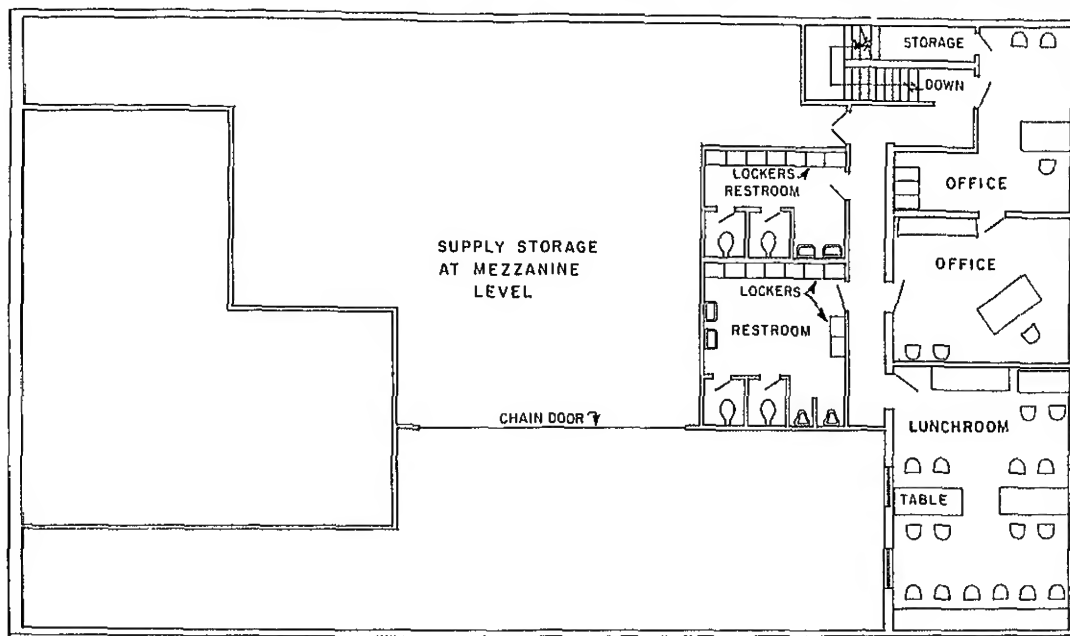 STORAGE
DOWN
LOCKERS
RESTROOM
OFFICE
SUPPLY STORAGE
AT MEZZANINE
LEVEL
OFFICE
LOCKERS
RESTROOM
CHAIN DOOR
LUNCHROOM
TABLE